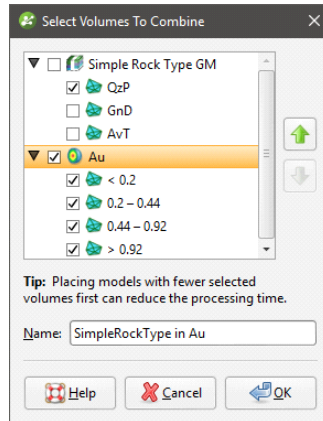 Select Volumes To Combine
Simple Rock Type GM
QzP
GnD
AvT
Au
< 0.2
0.2 – 0.44
0.44 – 0.92
> 0.92
Tip: Placing models with fewer selected
volumes first can reduce the processing time.
Name: SimpleRockType in Au
Help Cancel OK